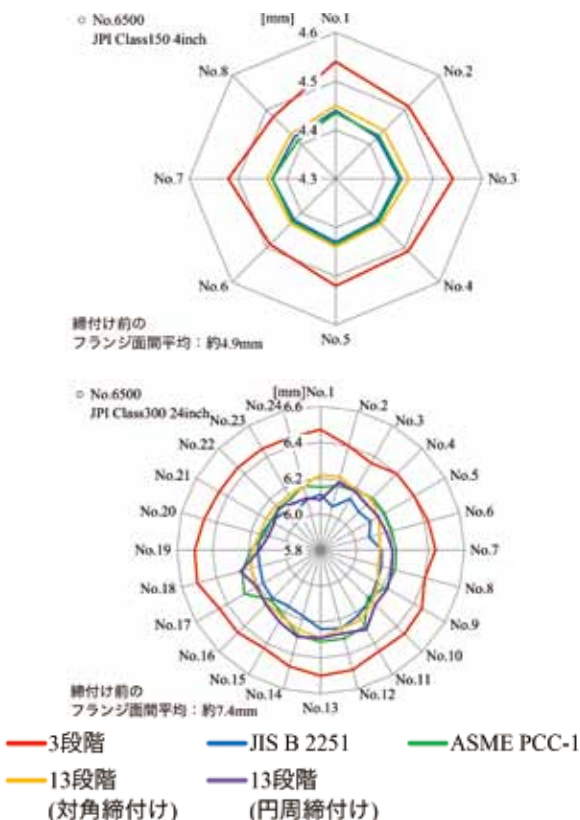 ○ No.6500
JPI Class150 4inch
[mm]
No.1
4.6
4.5
4.4
4.3
No.2
No.3
No.4
No.5
No.6
No.7
No.8
締付け前の
フランジ面間平均：約4.9mm
○ No.6500
JPI Class300 24inch
[mm]
No.1
6.6
6.4
6.2
6.0
5.8
No.2
No.3
No.4
No.5
No.6
No.7
No.8
No.9
No.10
No.11
No.12
No.13
No.14
No.15
No.16
No.17
No.18
No.19
No.20
No.21
No.22
No.23
No.24
締付け前の
フランジ面間平均：約7.4mm
3段階
JIS B 2251
ASME PCC-1
13段階
(対角締付け)
13段階
(円周締付け)